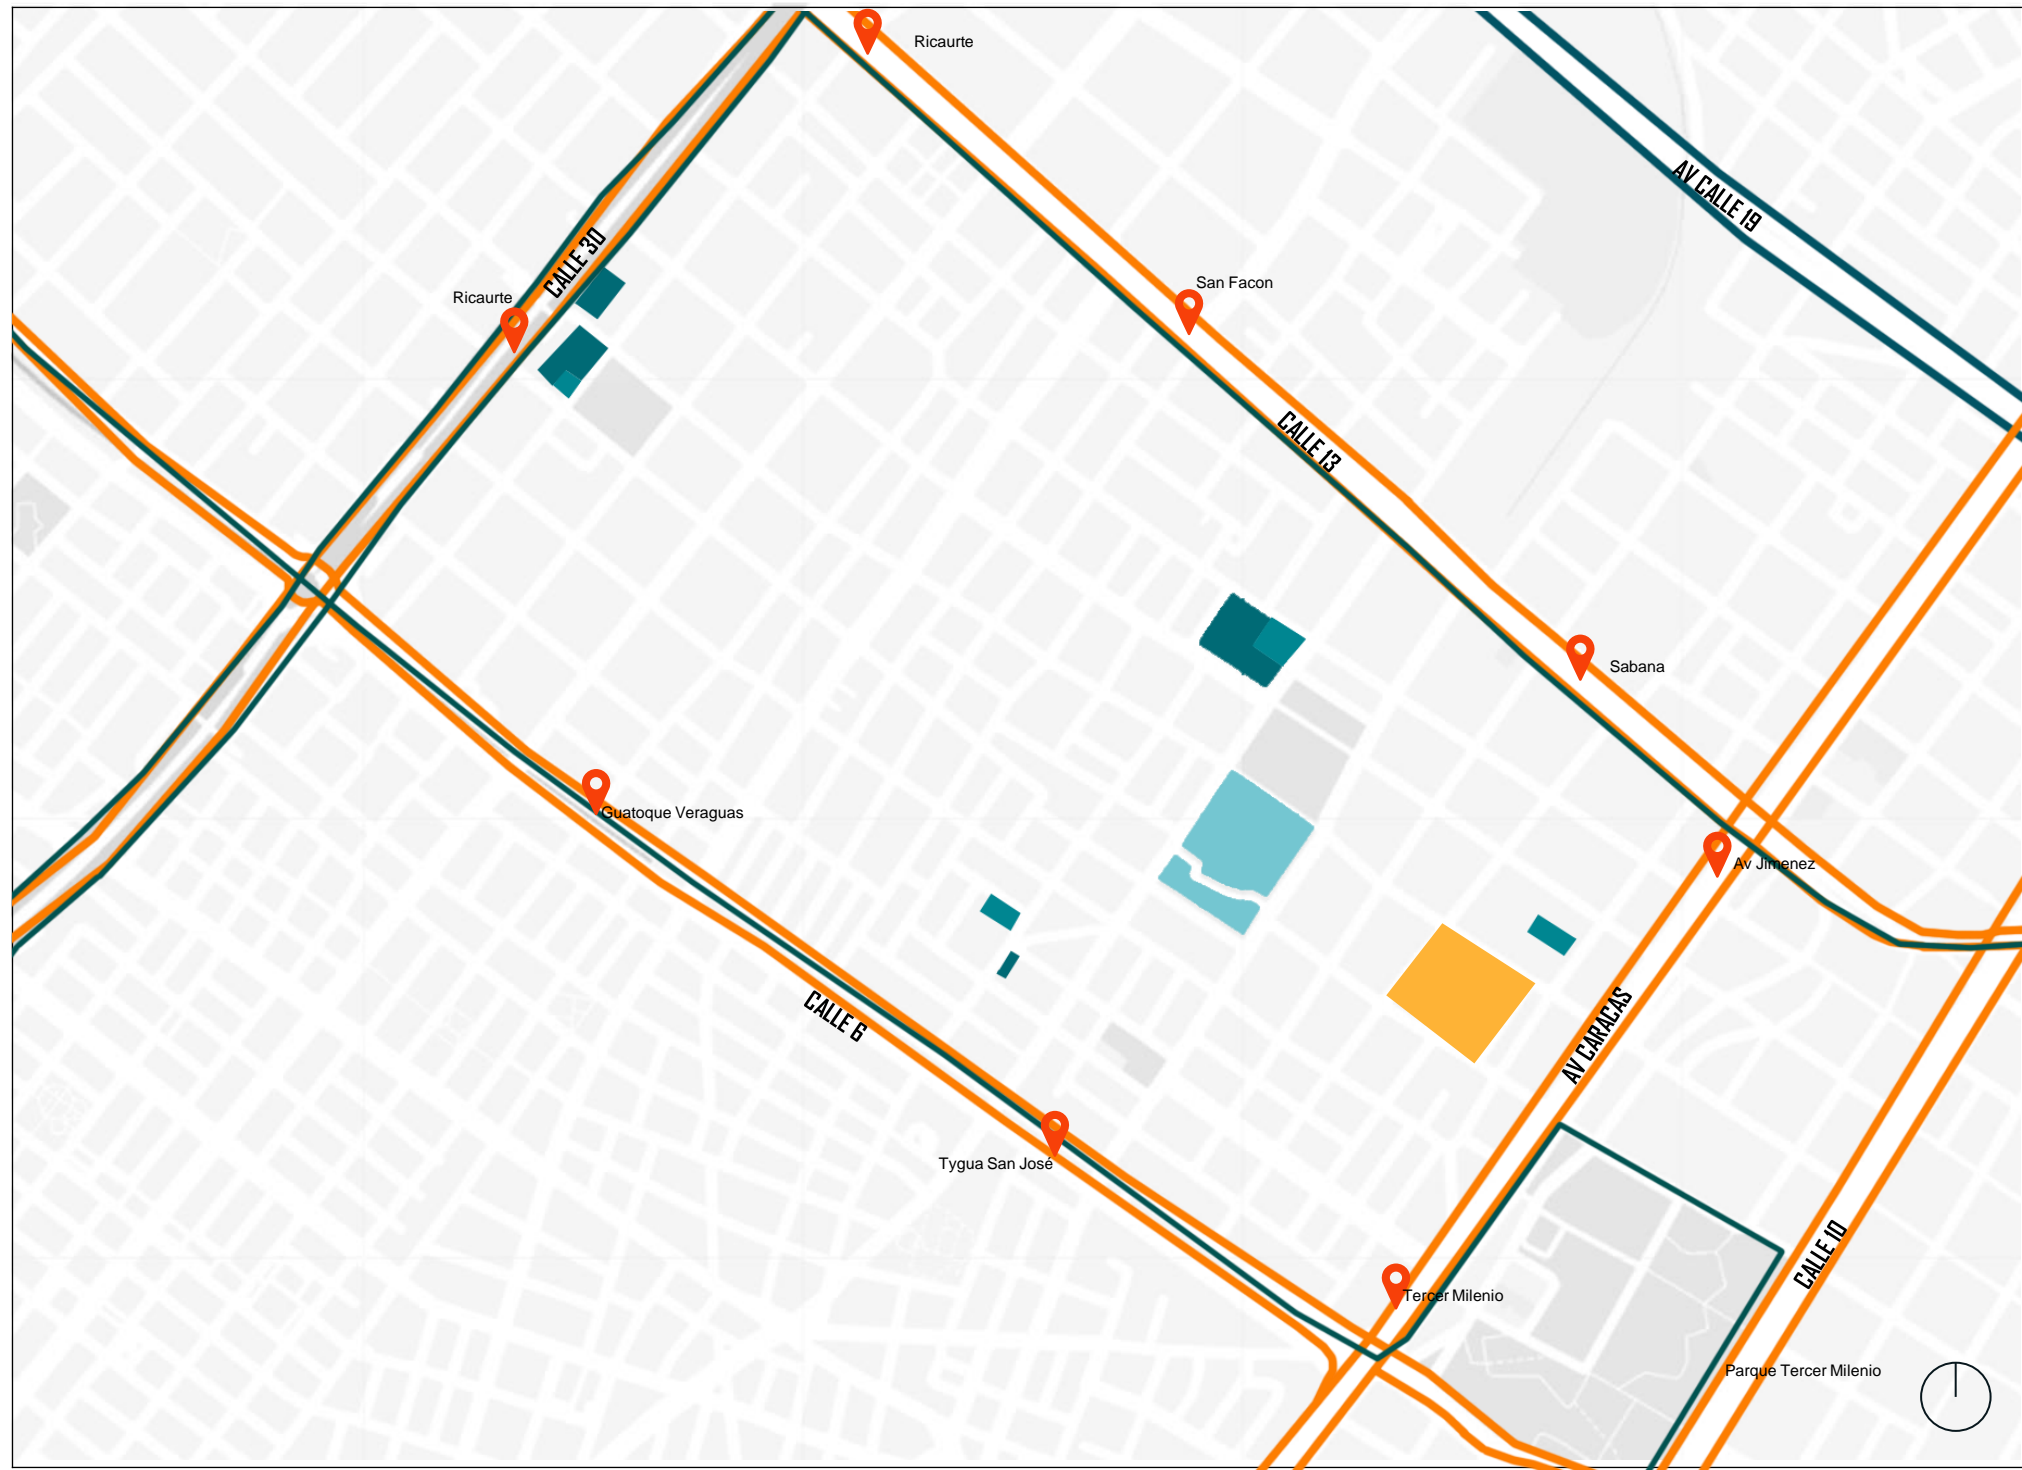 Ricaurte
AV CALLE 19
CALLE 30
San Facon
Ricaurte
CALLE 13
Sabana
Guatoque Veraguas
Av Jimenez
CALLE 6
AV CARACAS
Tygua San José
CALLE 10
Tercer Milenio
Parque Tercer Milenio